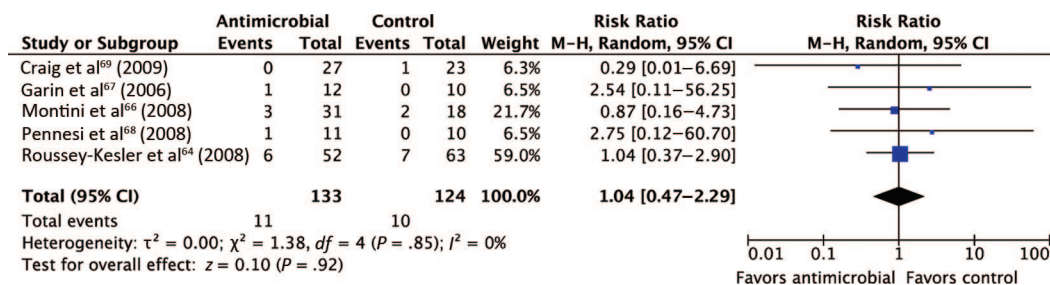 Antimicrobial Control Risk Ratio Risk Ratio
Study or Subgroup Events Total Events Total Weight M-H, Random, 95% CI M-H, Random, 95% CI
Craig et al⁶⁹ (2009) 0 27 1 23 6.3% 0.29 [0.01–6.69]
Garin et al⁶⁷ (2006) 1 12 0 10 6.5% 2.54 [0.11–56.25]
Montini et al⁶⁶ (2008) 3 31 2 18 21.7% 0.87 [0.16–4.73]
Pennesi et al⁶⁸ (2008) 1 11 0 10 6.5% 2.75 [0.12–60.70]
Roussey-Kesler et al⁶⁴ (2008) 6 52 7 63 59.0% 1.04 [0.37–2.90]
Total (95% CI) 133 124 100.0% 1.04 [0.47–2.29]
Total events 11 10
Heterogeneity: τ² = 0.00; χ² = 1.38, df = 4 (P = .85); I² = 0%
Test for overall effect: z = 0.10 (P = .92)
0.01 0.1 1 10 100
Favors antimicrobial Favors control